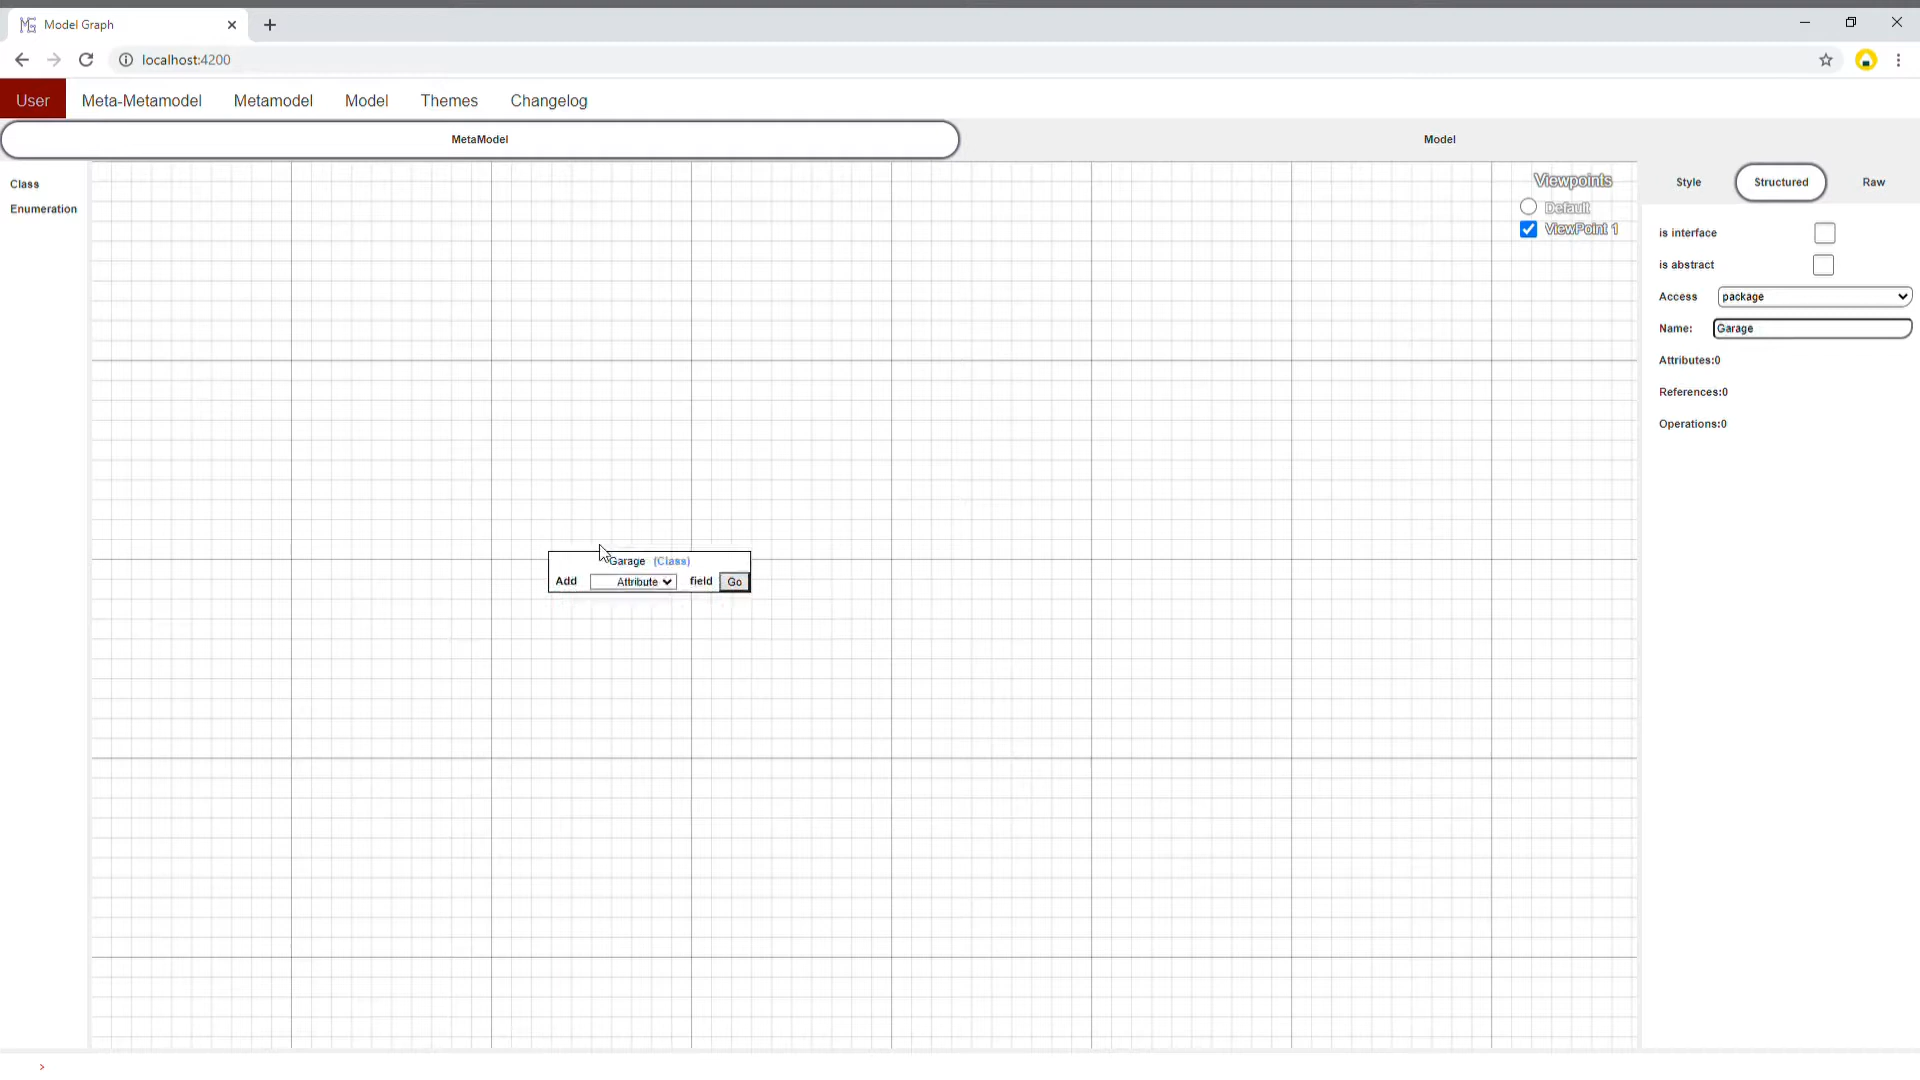 Model Graph
localhost:4200
User Meta-Metamodel Metamodel Model Themes Changelog
MetaModel Model
Class
Enumeration
Viewpoints
Default
ViewPoint 1
Garage (Class)
Add Attribute field Go
Style Structured Raw
is interface
is abstract
Access package
Name: Garage
Attributes:0
References:0
Operations:0
>